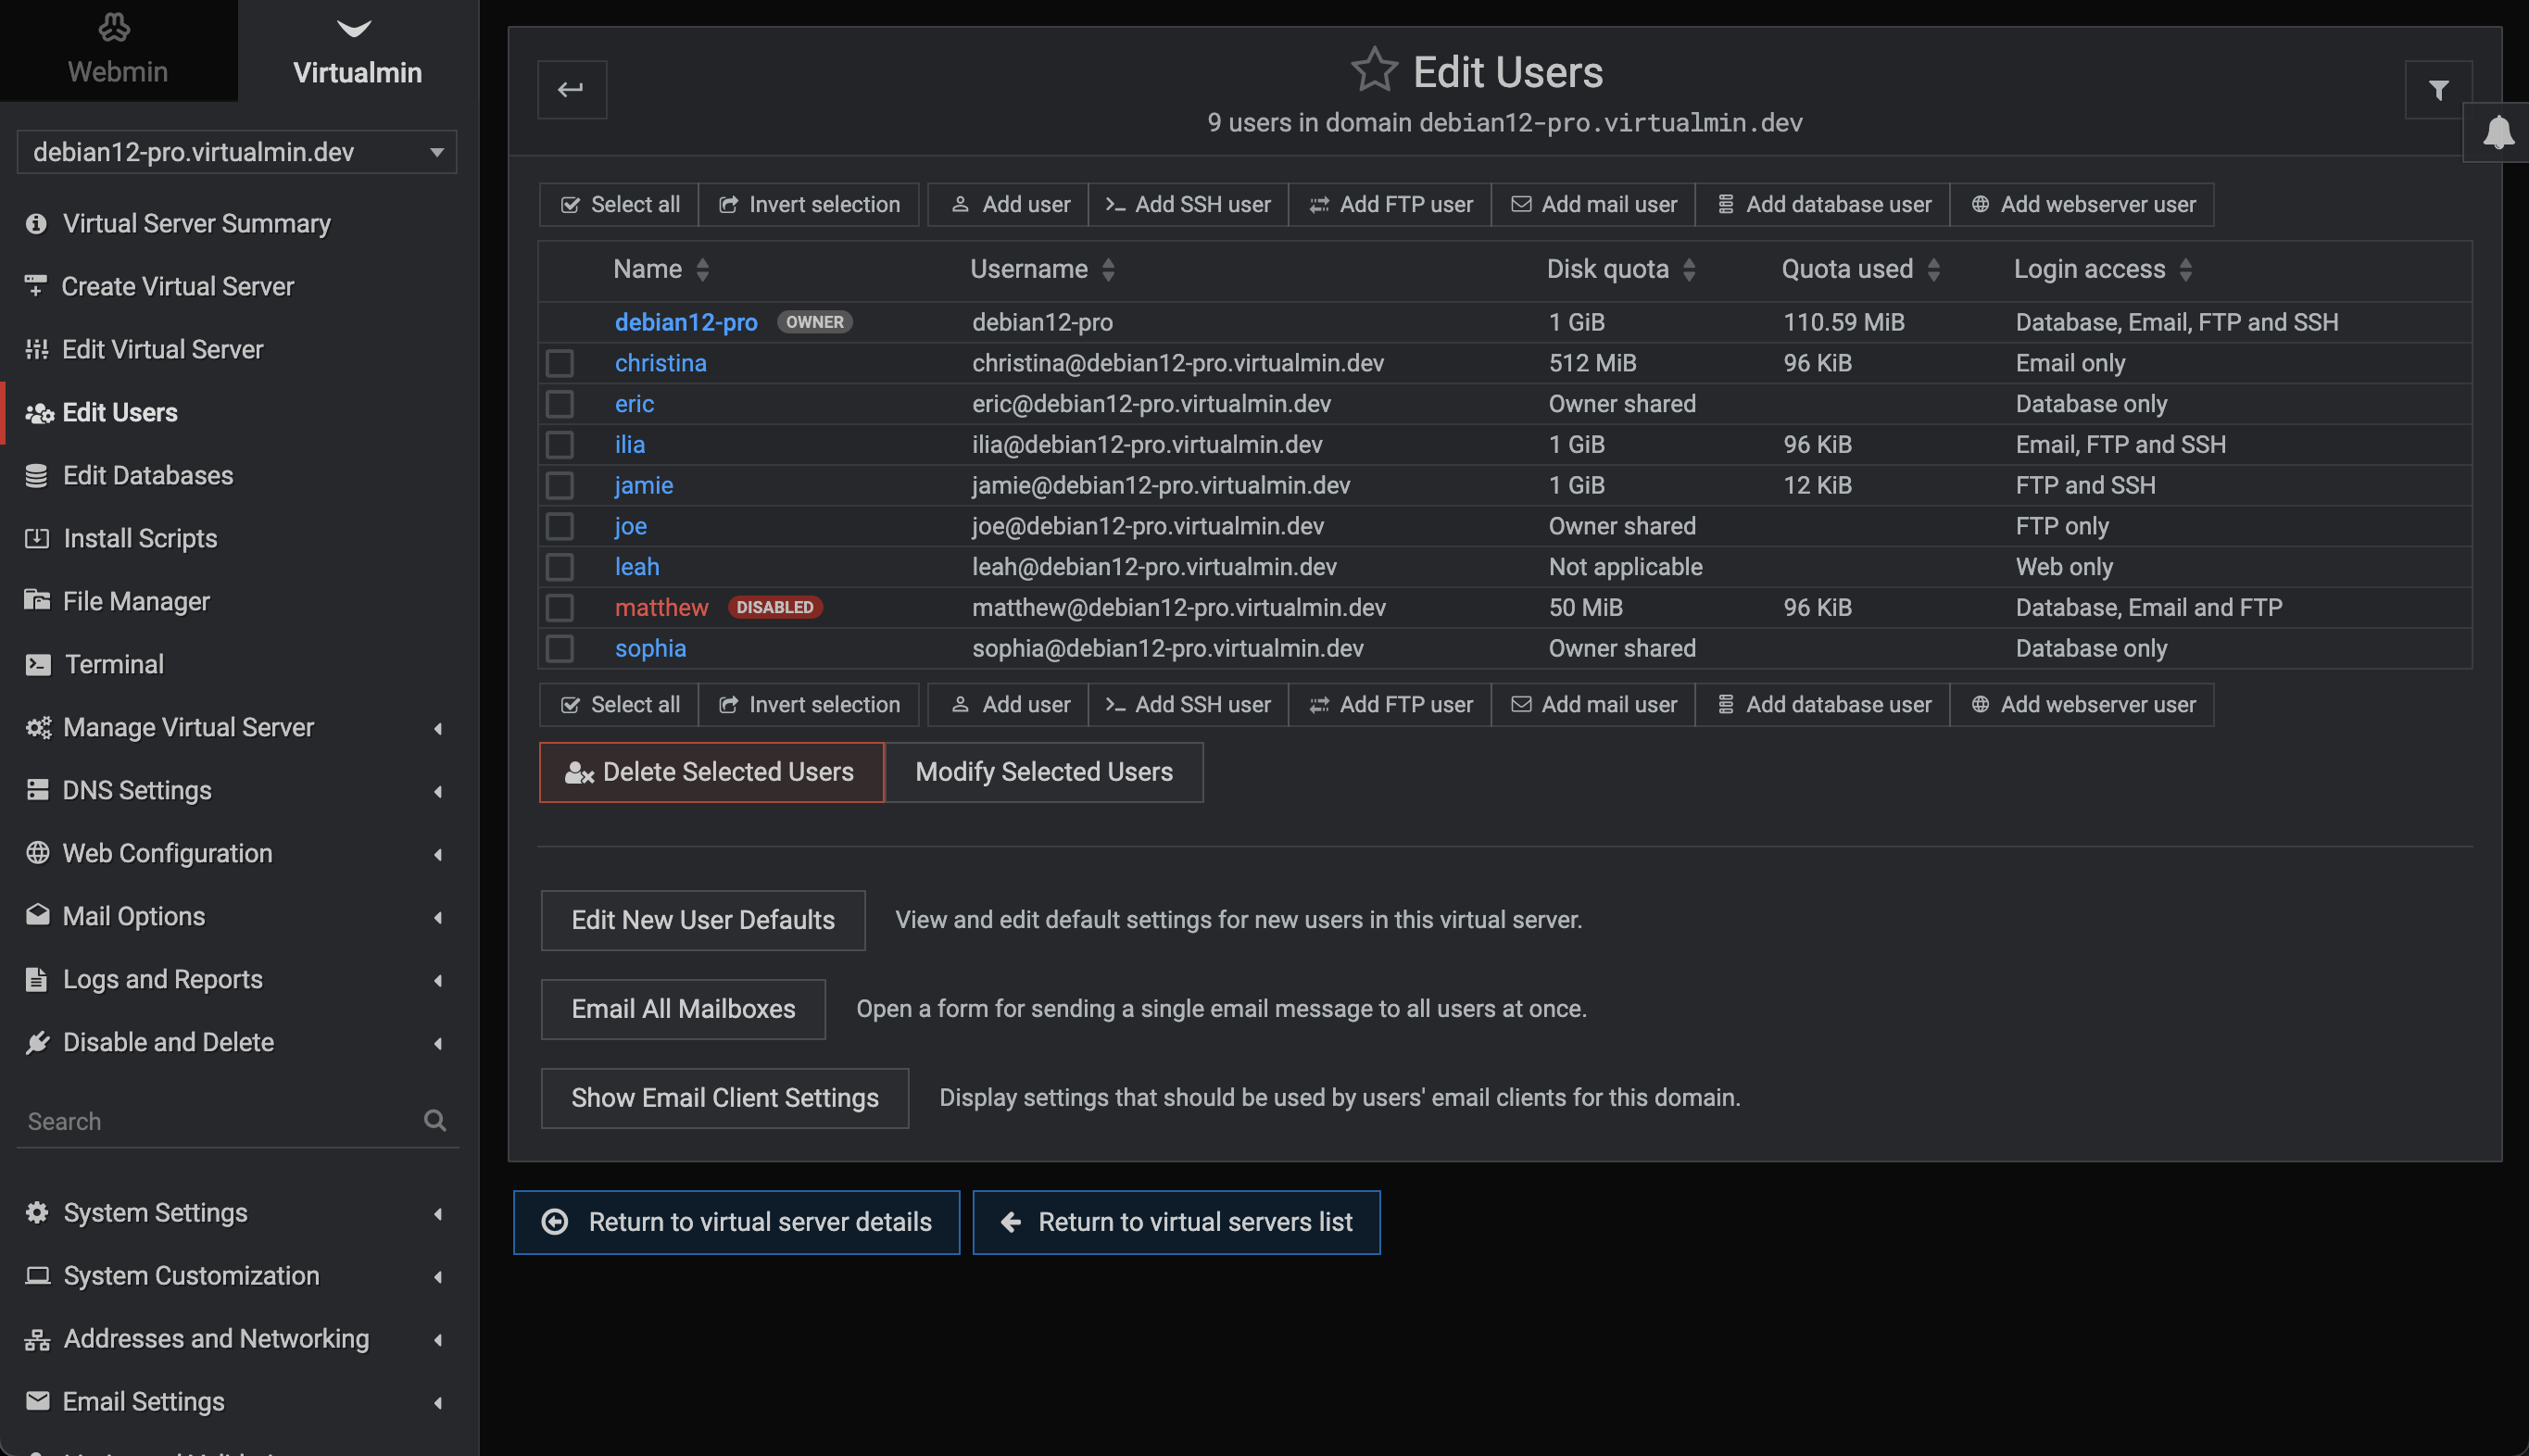 Webmin
Virtualmin
debian12-pro.virtualmin.dev
Virtual Server Summary
Create Virtual Server
Edit Virtual Server
Edit Users
Edit Databases
Install Scripts
File Manager
Terminal
Manage Virtual Server
DNS Settings
Web Configuration
Mail Options
Logs and Reports
Disable and Delete
Search
System Settings
System Customization
Addresses and Networking
Email Settings
Edit Users
9 users in domain debian12-pro.virtualmin.dev
Select all Invert selection Add user Add SSH user Add FTP user Add mail user Add database user Add webserver user
Name Username Disk quota Quota used Login access
debian12-pro OWNER debian12-pro 1 GiB 110.59 MiB Database, Email, FTP and SSH
christina christina@debian12-pro.virtualmin.dev 512 MiB 96 KiB Email only
eric eric@debian12-pro.virtualmin.dev Owner shared Database only
ilia ilia@debian12-pro.virtualmin.dev 1 GiB 96 KiB Email, FTP and SSH
jamie jamie@debian12-pro.virtualmin.dev 1 GiB 12 KiB FTP and SSH
joe joe@debian12-pro.virtualmin.dev Owner shared FTP only
leah leah@debian12-pro.virtualmin.dev Not applicable Web only
matthew DISABLED matthew@debian12-pro.virtualmin.dev 50 MiB 96 KiB Database, Email and FTP
sophia sophia@debian12-pro.virtualmin.dev Owner shared Database only
Select all Invert selection Add user Add SSH user Add FTP user Add mail user Add database user Add webserver user
Delete Selected Users Modify Selected Users
Edit New User Defaults View and edit default settings for new users in this virtual server.
Email All Mailboxes Open a form for sending a single email message to all users at once.
Show Email Client Settings Display settings that should be used by users' email clients for this domain.
Return to virtual server details Return to virtual servers list